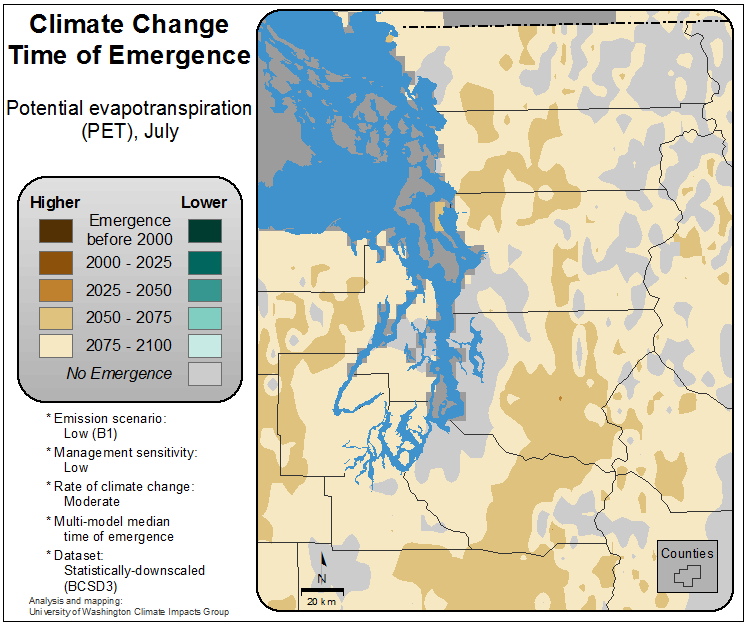 Climate Change
Time of Emergence
Potential evapotranspiration
(PET), July
Higher Lower
Emergence
before 2000
2000 - 2025
2025 - 2050
2050 - 2075
2075 - 2100
No Emergence
* Emission scenario:
Low (B1)
* Management sensitivity:
Low
* Rate of climate change:
Moderate
* Multi-model median
time of emergence
* Dataset:
Statistically-downscaled
(BCSD3)
Analysis and mapping:
University of Washington Climate Impacts Group
N
20 km
Counties